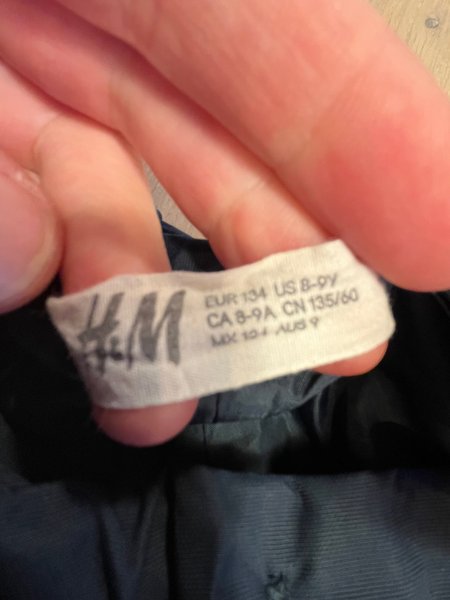 H&M
EUR 134 US 8-9Y
CA 8-9A CN 135/60
MX 134 AUS 9